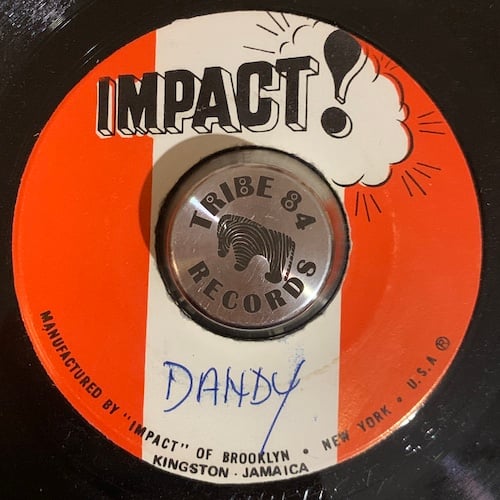 IMPACT!
TRIBE 84
RECORDS
DANDY
MANUFACTURED BY "IMPACT" OF BROOKLYN • NEW YORK • U.S.A ®
KINGSTON - JAMAICA